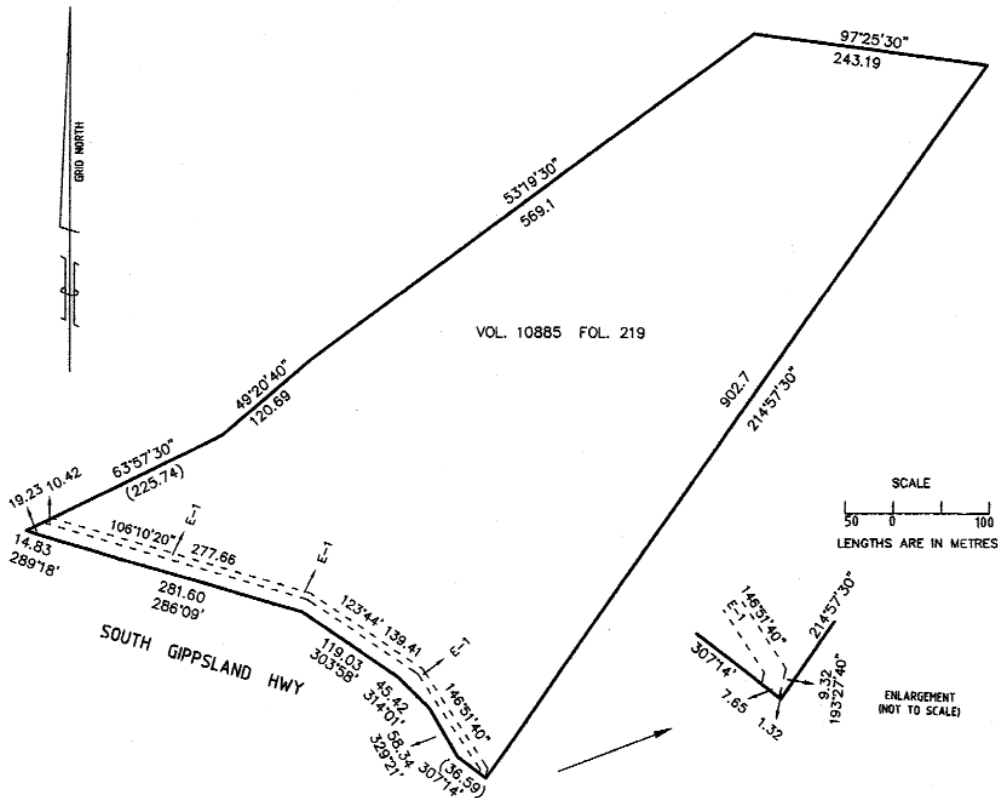 97°25'30"
243.19
GRID NORTH
53°19'30"
569.1
VOL. 10885 FOL. 219
49°20'40"
120.69
902.7
214°57'30"
63°57'30"
(225.74)
19.23 10.42
SCALE
50 0 100
LENGTHS ARE IN METRES
106°10'20" 277.66
E-1
E-1
E-1
14.83
289°18'
281.60
286°09'
123°44' 139.41
SOUTH GIPPSLAND HWY
119.03
303°58'
45.42
314°01'
58.34
329°21'
146°51'40"
(36.59)
307°14'
146°51'40"
E-1
214°57'30"
307°14'
7.65
1.32
9.32
193°27'40"
ENLARGEMENT
(NOT TO SCALE)